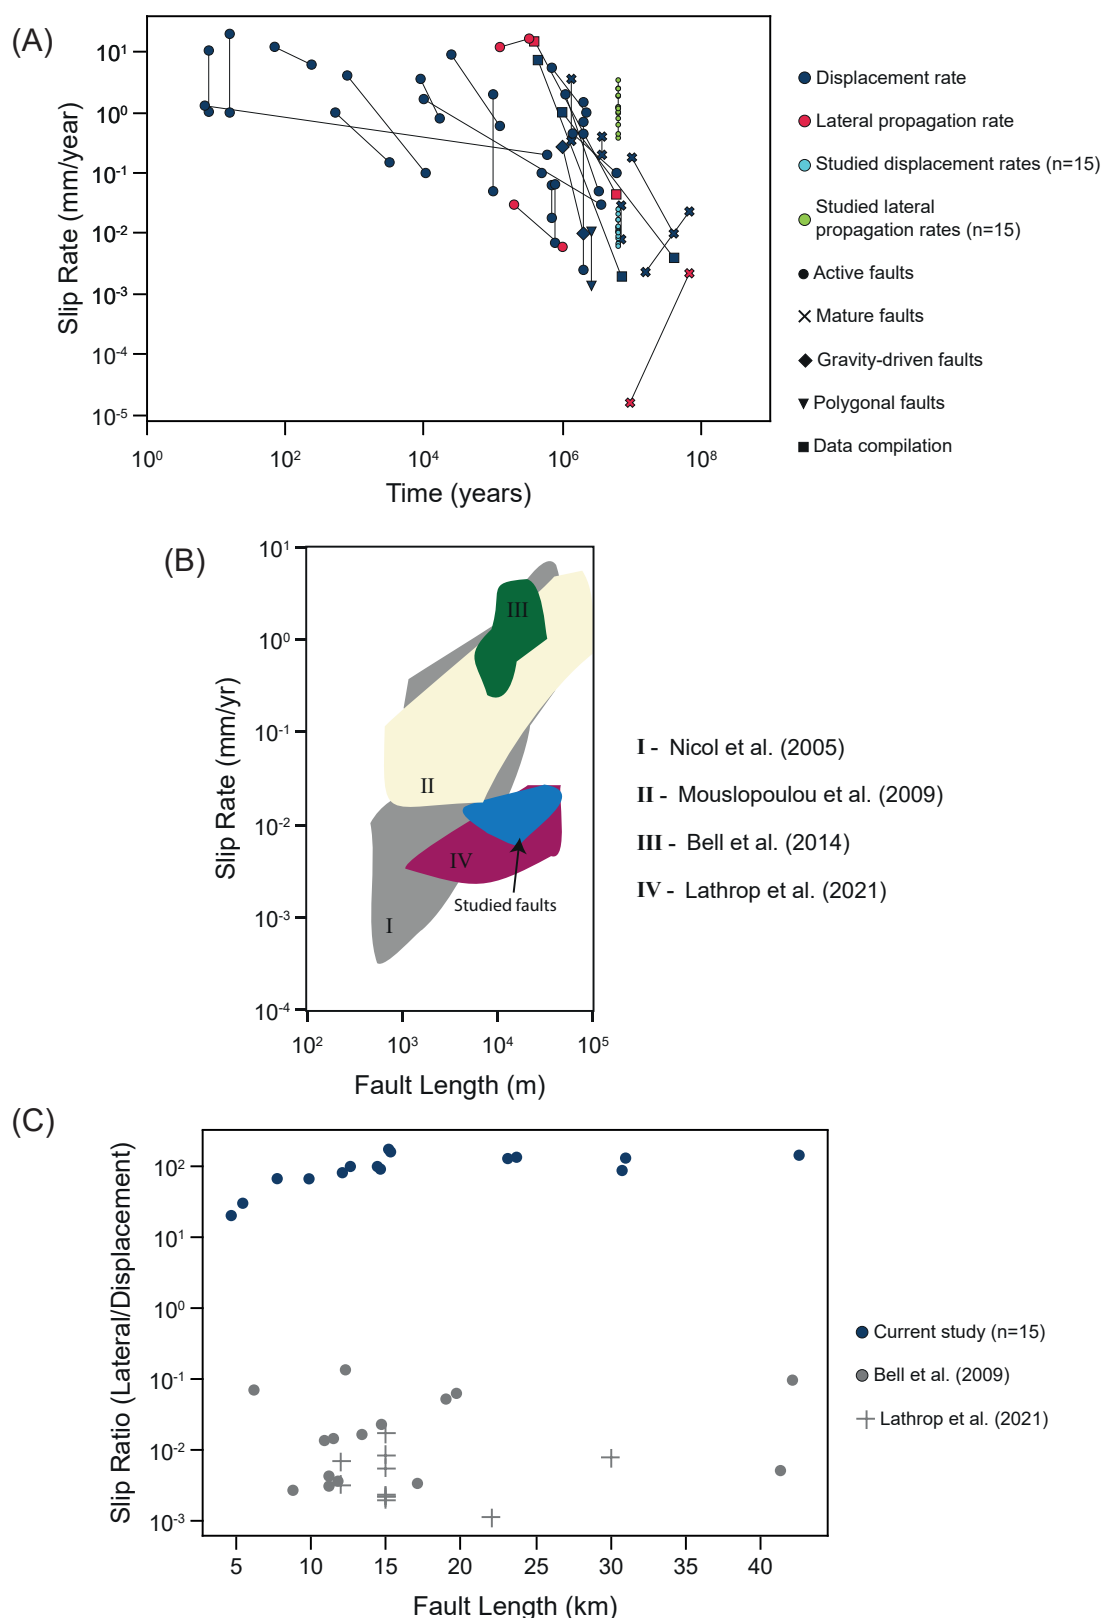 (A)
Slip Rate (mm/year)
10¹
10⁰
10⁻¹
10⁻²
10⁻³
10⁻⁴
10⁻⁵
10⁰ 10² 10⁴ 10⁶ 10⁸
Time (years)
Displacement rate
Lateral propagation rate
Studied displacement rates (n=15)
Studied lateral
propagation rates (n=15)
Active faults
Mature faults
Gravity-driven faults
Polygonal faults
Data compilation
(B)
Slip Rate (mm/yr)
10¹
10⁰
10⁻¹
10⁻²
10⁻³
10⁻⁴
III
II
IV
I
Studied faults
10² 10³ 10⁴ 10⁵
Fault Length (m)
I - Nicol et al. (2005)
II - Mouslopoulou et al. (2009)
III - Bell et al. (2014)
IV - Lathrop et al. (2021)
(C)
Slip Ratio (Lateral/Displacement)
10²
10¹
10⁰
10⁻¹
10⁻²
10⁻³
5 10 15 20 25 30 35 40
Fault Length (km)
Current study (n=15)
Bell et al. (2009)
Lathrop et al. (2021)